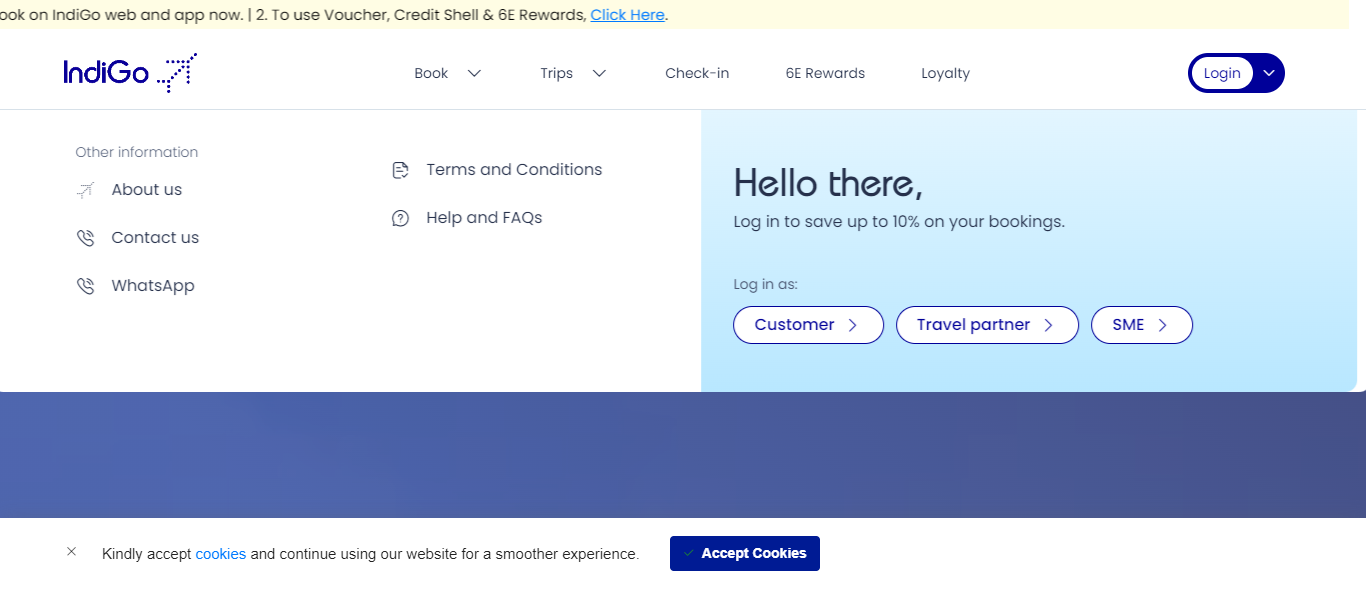 ook on IndiGo web and app now. | 2. To use Voucher, Credit Shell & 6E Rewards, Click Here.
IndiGo
Book
Trips
Check-in
6E Rewards
Loyalty
Login
Other information
About us
Contact us
WhatsApp
Terms and Conditions
Help and FAQs
Hello there,
Log in to save up to 10% on your bookings.
Log in as:
Customer
Travel partner
SME
Kindly accept cookies and continue using our website for a smoother experience.
Accept Cookies